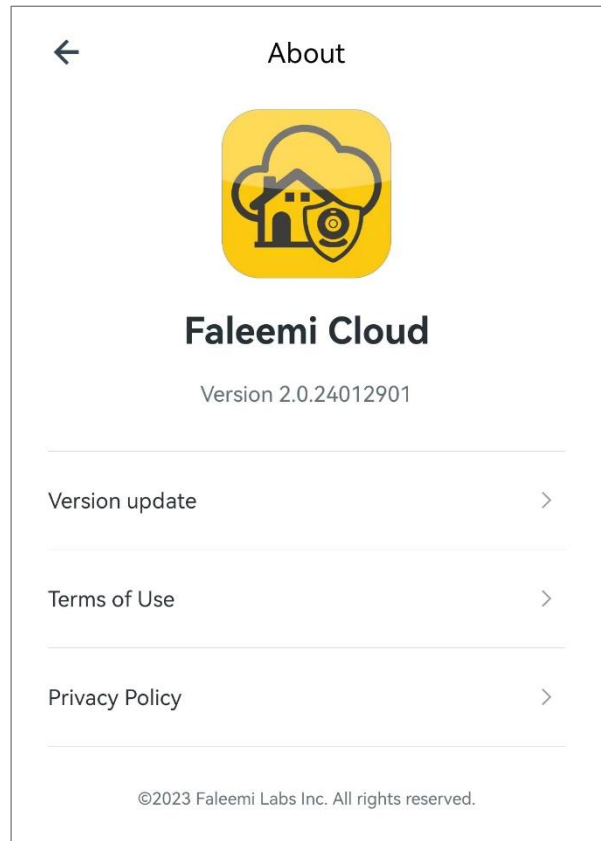 About
Faleemi Cloud
Version 2.0.24012901
Version update
Terms of Use
Privacy Policy
©2023 Faleemi Labs Inc. All rights reserved.